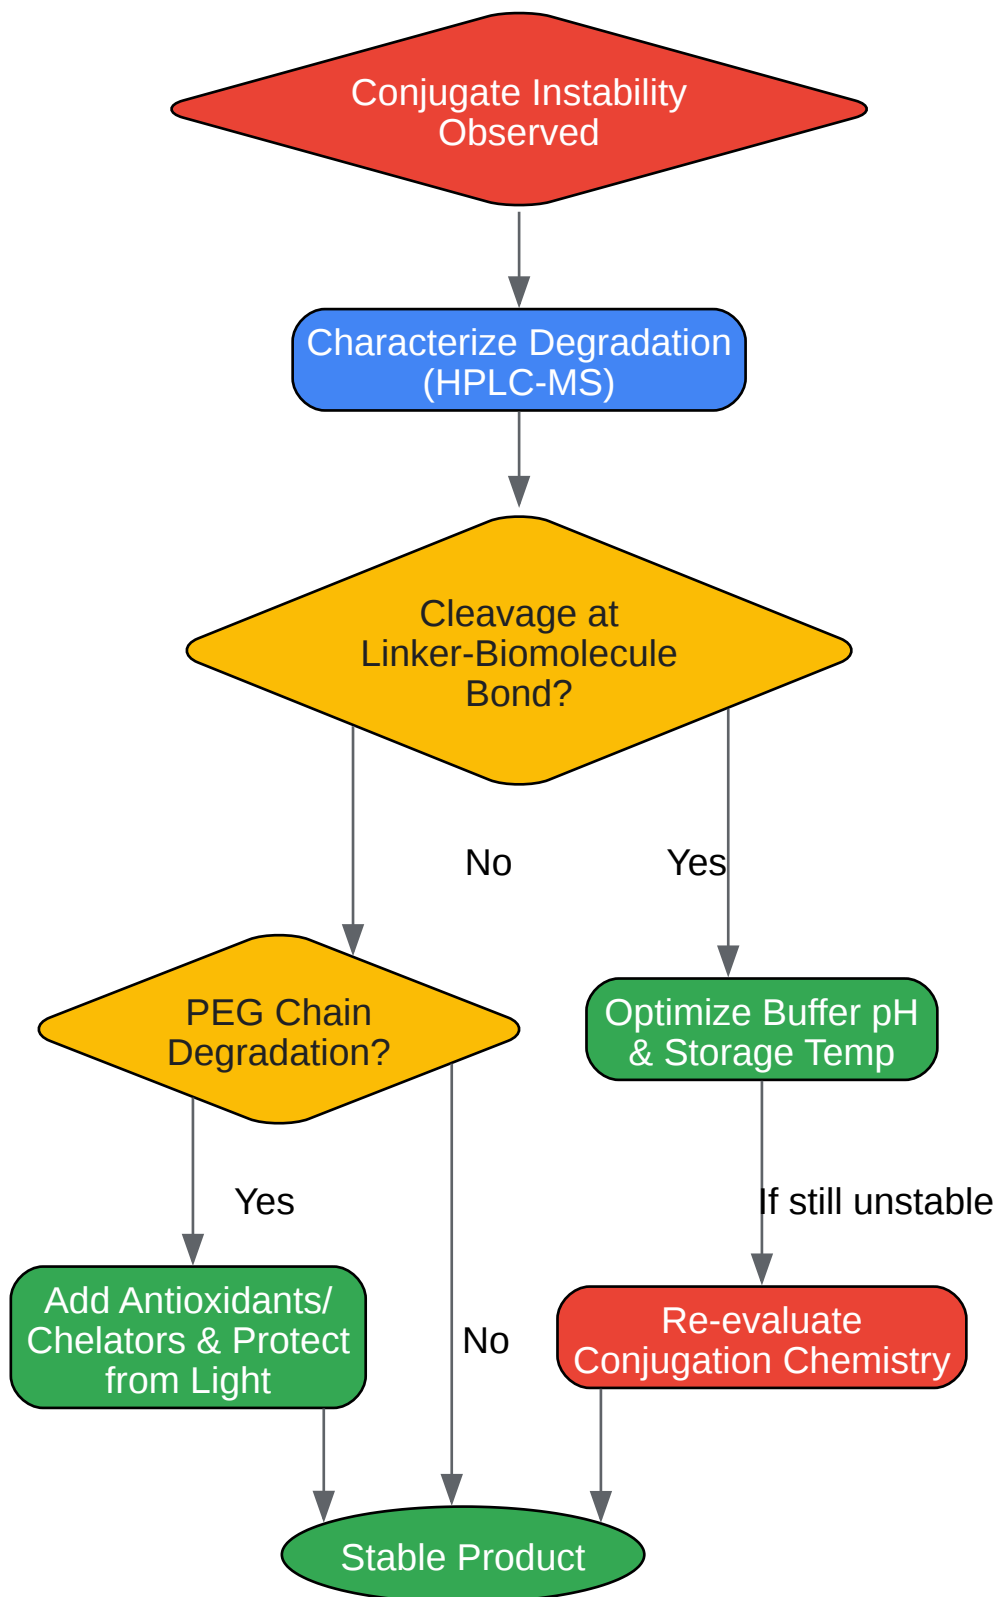 Conjugate Instability
Observed
Characterize Degradation
(HPLC-MS)
Cleavage at
Linker-Biomolecule
Bond?
No
Yes
PEG Chain
Degradation?
Optimize Buffer pH
& Storage Temp
Yes
If still unstable
Add Antioxidants/
Chelators & Protect
from Light
No
Re-evaluate
Conjugation Chemistry
Stable Product